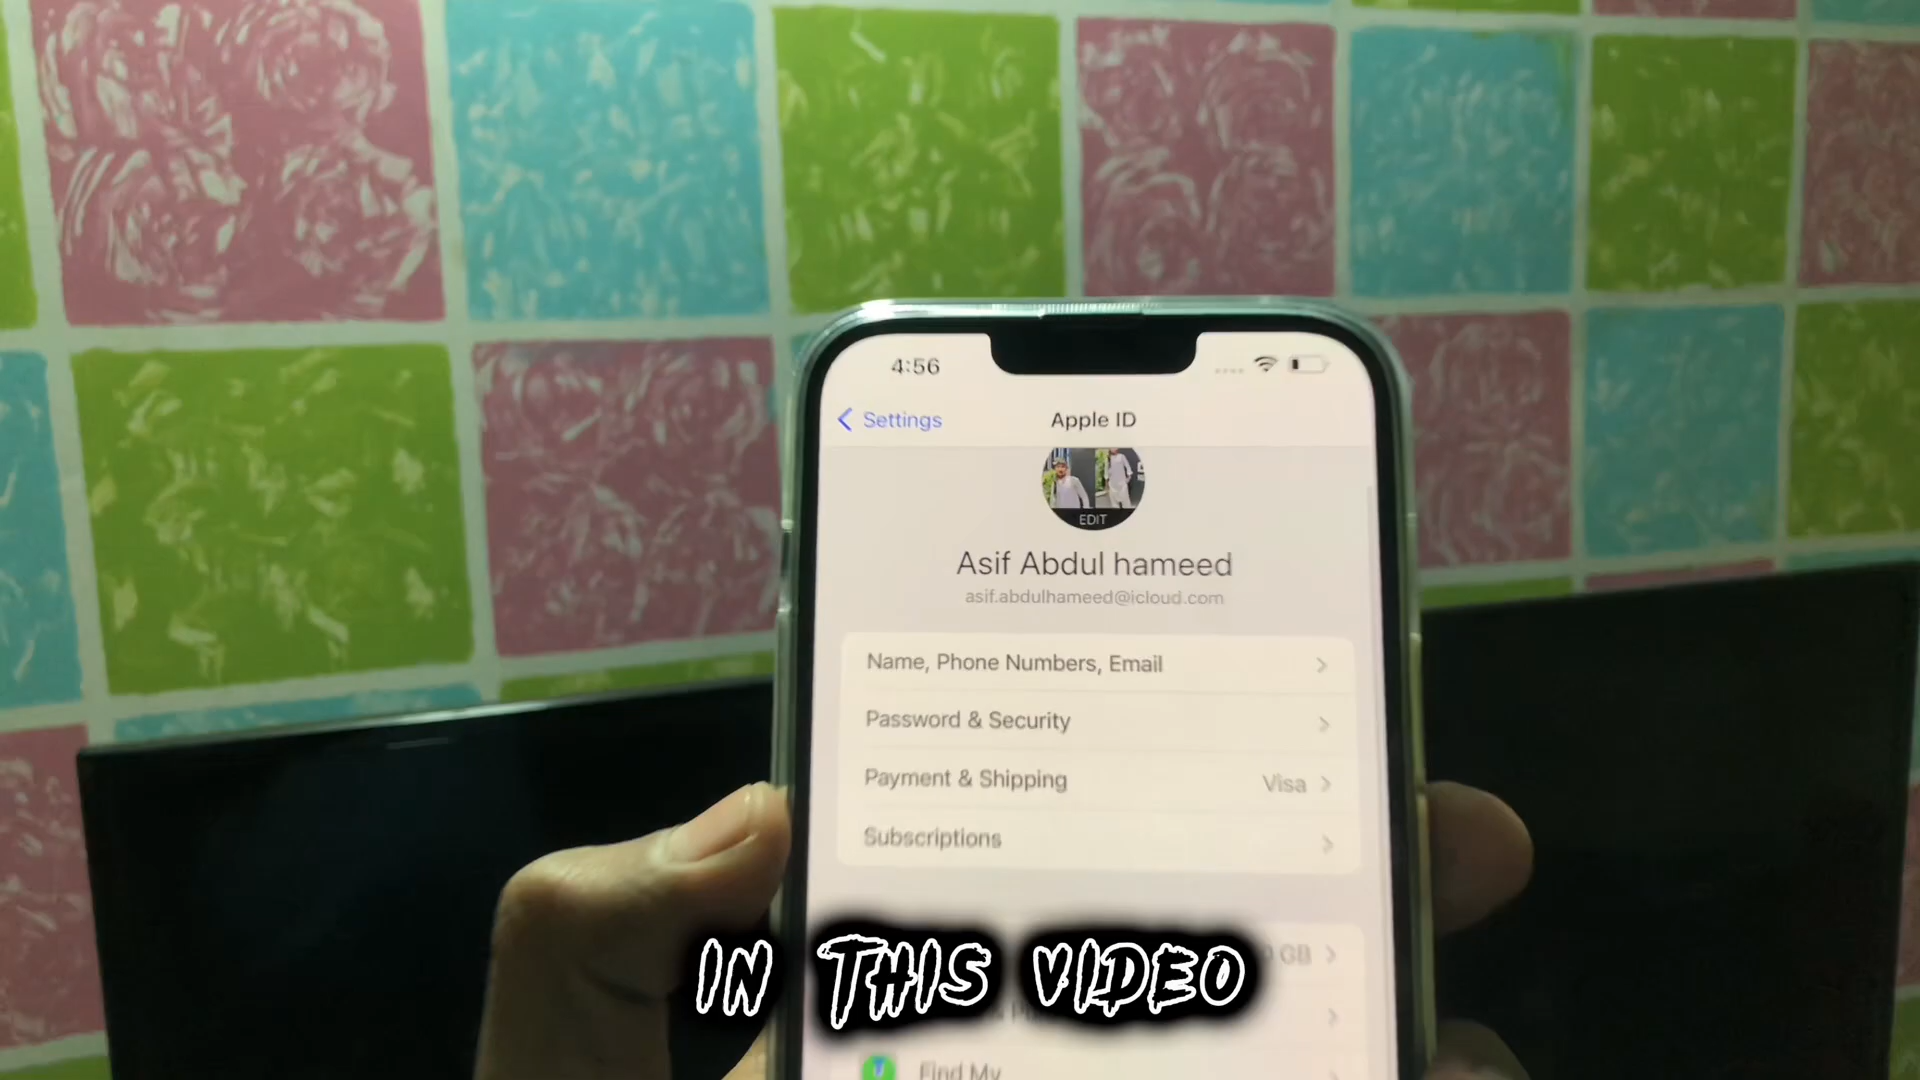 4:56
Settings
Apple ID
EDIT
Asif Abdul hameed
asif.abdulhameed@icloud.com
Name, Phone Numbers, Email
Password & Security
Payment & Shipping Visa
Subscriptions
GB
IN THIS VIDEO
Find My